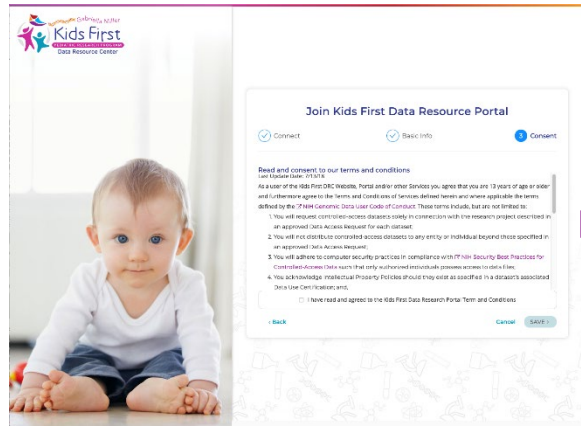 Gabriella Miller
Kids First
PEDIATRIC RESEARCH PROGRAM
Data Resource Center
Join Kids First Data Resource Portal
Connect
Basic Info
3 Consent
Read and consent to our terms and conditions
Last Update Date: 7/13/18
As a user of the Kids First DRC Website, Portal and/or other Services you agree that you are 13 years of age or older
and furthermore agree to the Terms and Conditions of Services defined herein and where applicable the terms
defined by the NIH Genomic Data User Code of Conduct. These terms include, but are not limited to:
1. You will request controlled-access datasets solely in connection with the research project described in
an approved Data Access Request for each dataset;
2. You will not distribute controlled access datasets to any entity or individual beyond those specified in
an approved Data Access Request;
3. You will adhere to computer security practices in compliance with NIH Security Best Practices for
Controlled-Access Data such that only authorized individuals possess access to data files;
4. You acknowledge Intellectual Property Policies should they exist as specified in a dataset's associated
Data Use Certification; and,
I have read and agreed to the Kids First Data Research Portal Term and Conditions
‹ Back
Cancel
SAVE ›